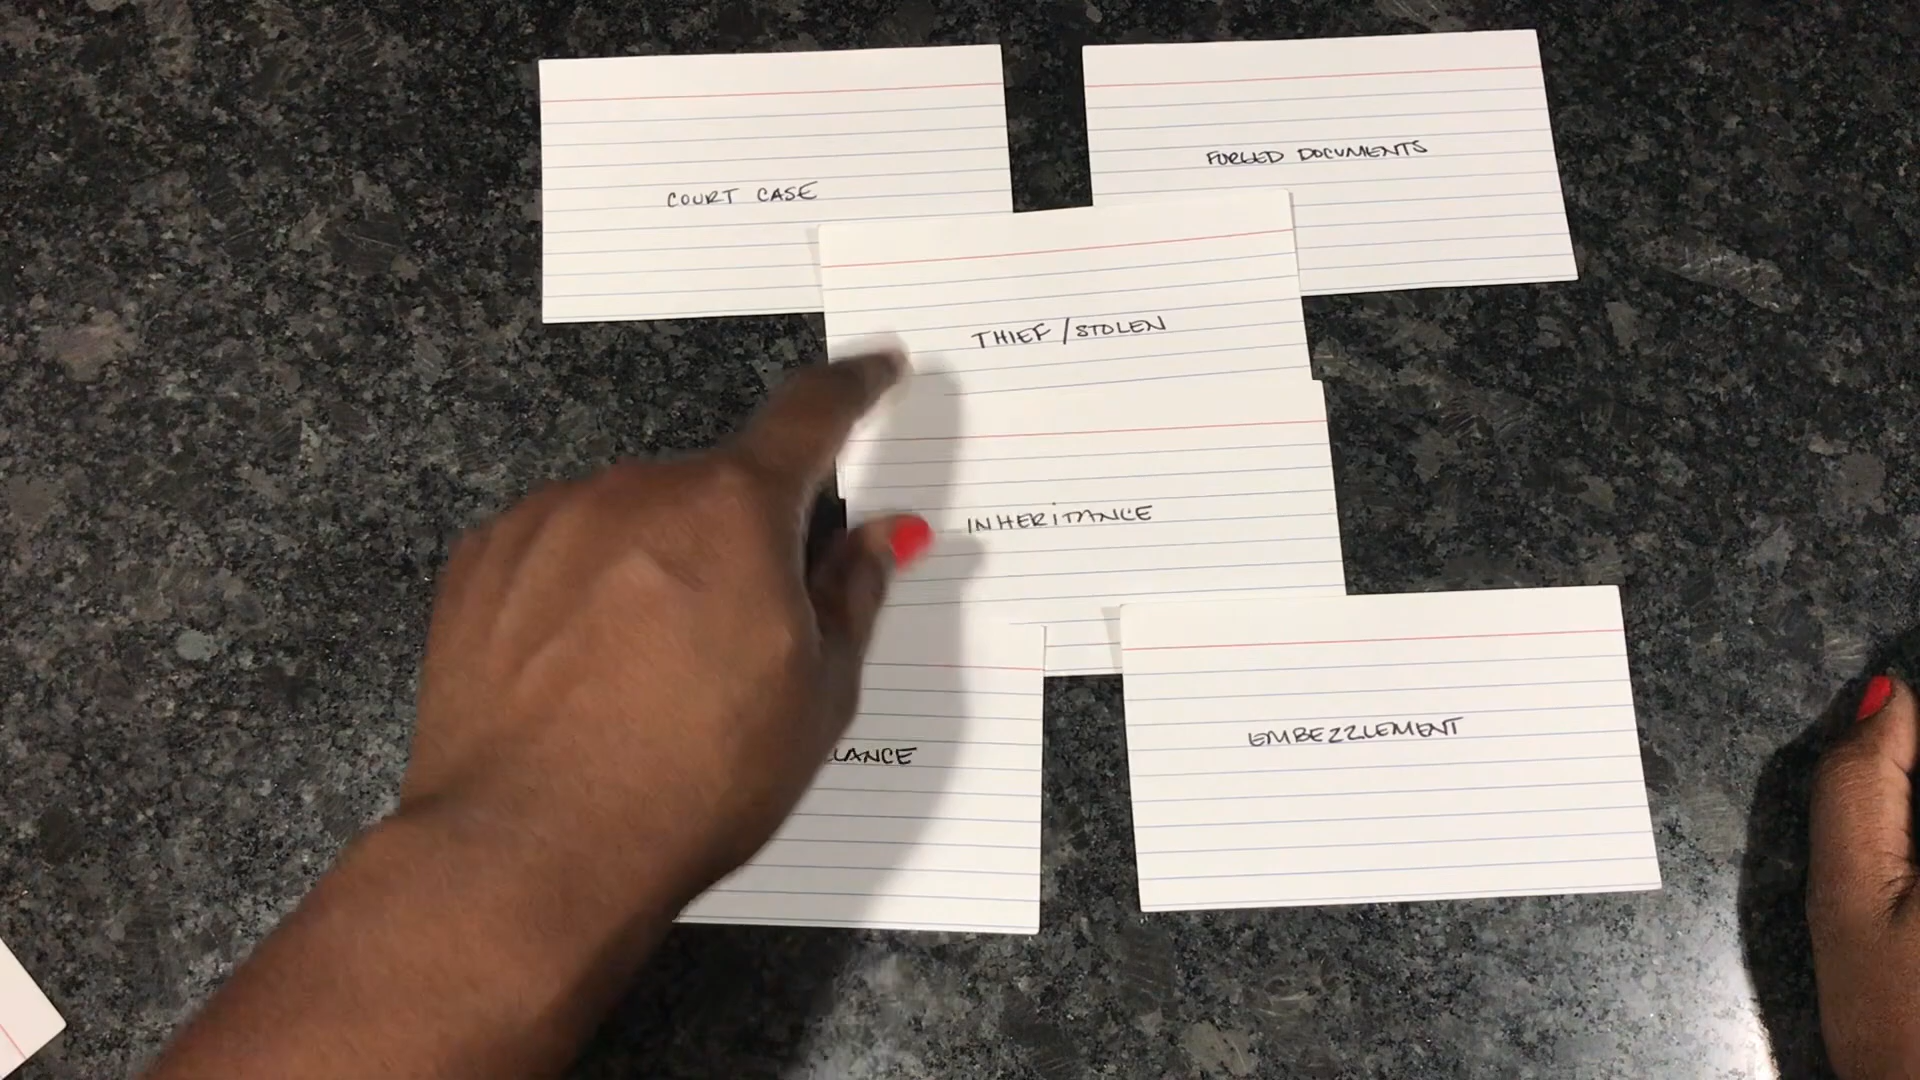 COURT CASE
FORGED DOCUMENTS
THIEF/STOLEN
INHERITANCE
EMBEZZLEMENT